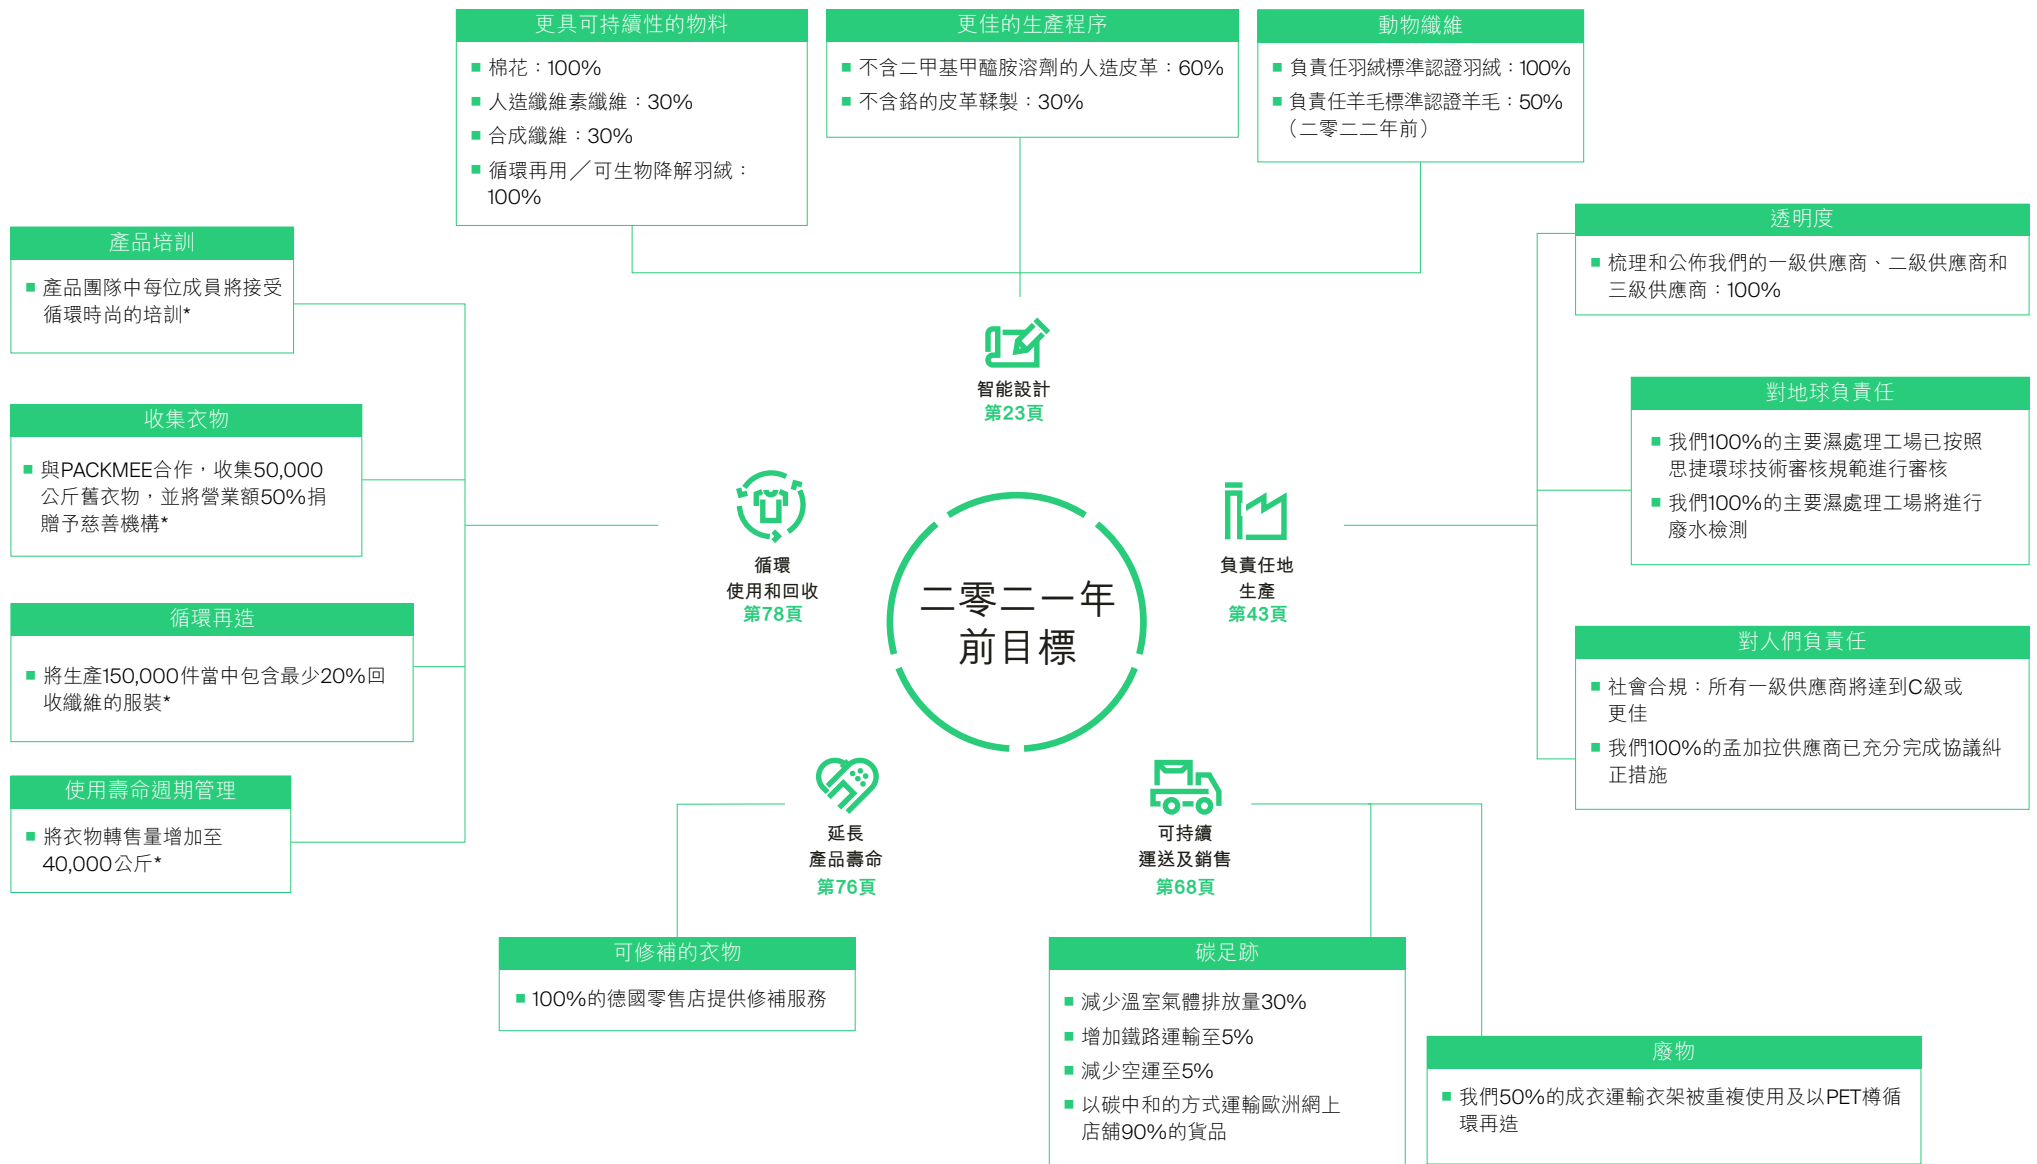 更具可持續性的物料
■ 棉花：100%
■ 人造纖維素纖維：30%
■ 合成纖維：30%
■ 循環再用／可生物降解羽絨：
100%
更佳的生產程序
■ 不含二甲基甲醯胺溶劑的人造皮革：60%
■ 不含鉻的皮革鞣製：30%
動物纖維
■ 負責任羽絨標準認證羽絨：100%
■ 負責任羊毛標準認證羊毛：50%
（二零二二年前）
透明度
■ 梳理和公佈我們的一級供應商、二級供應商和
三級供應商：100%
對地球負責任
■ 我們100%的主要濕處理工場已按照
思捷環球技術審核規範進行審核
■ 我們100%的主要濕處理工場將進行
廢水檢測
對人們負責任
■ 社會合規：所有一級供應商將達到C級或
更佳
■ 我們100%的孟加拉供應商已充分完成協議糾
正措施
產品培訓
■ 產品團隊中每位成員將接受
循環時尚的培訓*
收集衣物
■ 與PACKMEE合作，收集50,000
公斤舊衣物，並將營業額50%捐
贈予慈善機構*
循環再造
■ 將生產150,000件當中包含最少20%回
收纖維的服裝*
使用壽命週期管理
■ 將衣物轉售量增加至
40,000公斤*
智能設計
第23頁
循環
使用和回收
第78頁
二零二一年
前目標
負責任地
生產
第43頁
延長
產品壽命
第76頁
可持續
運送及銷售
第68頁
可修補的衣物
■ 100%的德國零售店提供修補服務
碳足跡
■ 減少溫室氣體排放量30%
■ 增加鐵路運輸至5%
■ 減少空運至5%
■ 以碳中和的方式運輸歐洲網上
店舖90%的貨品
廢物
■ 我們50%的成衣運輸衣架被重複使用及以PET樽循
環再造